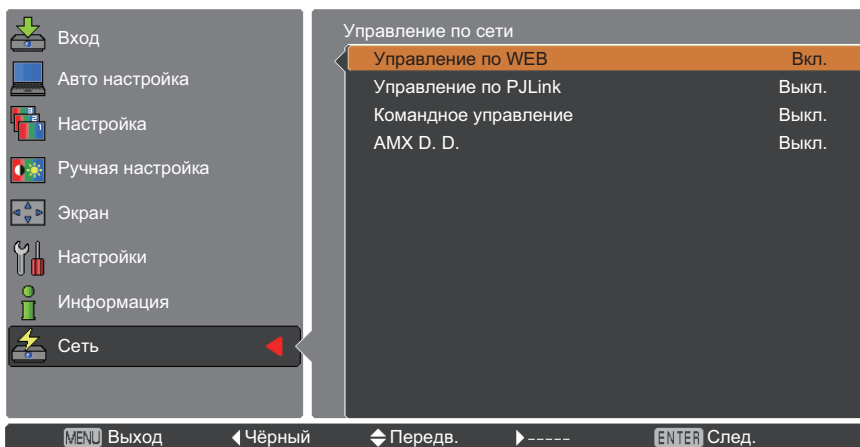 Вход
Авто настройка
Настройка
Ручная настройка
Экран
Настройки
Информация
Сеть
Управление по сети
Управление по WEB Вкл.
Управление по PJLink Выкл.
Командное управление Выкл.
AMX D. D. Выкл.
MENU Выход Чёрный Передв. ----- ENTER След.